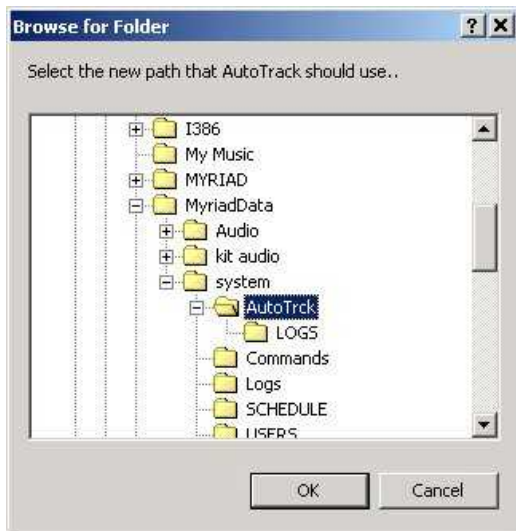 Browse for Folder
Select the new path that AutoTrack should use..
I386
My Music
MYRIAD
MyriadData
Audio
kit audio
system
AutoTrck
LOGS
Commands
Logs
SCHEDULE
USERS
OK Cancel